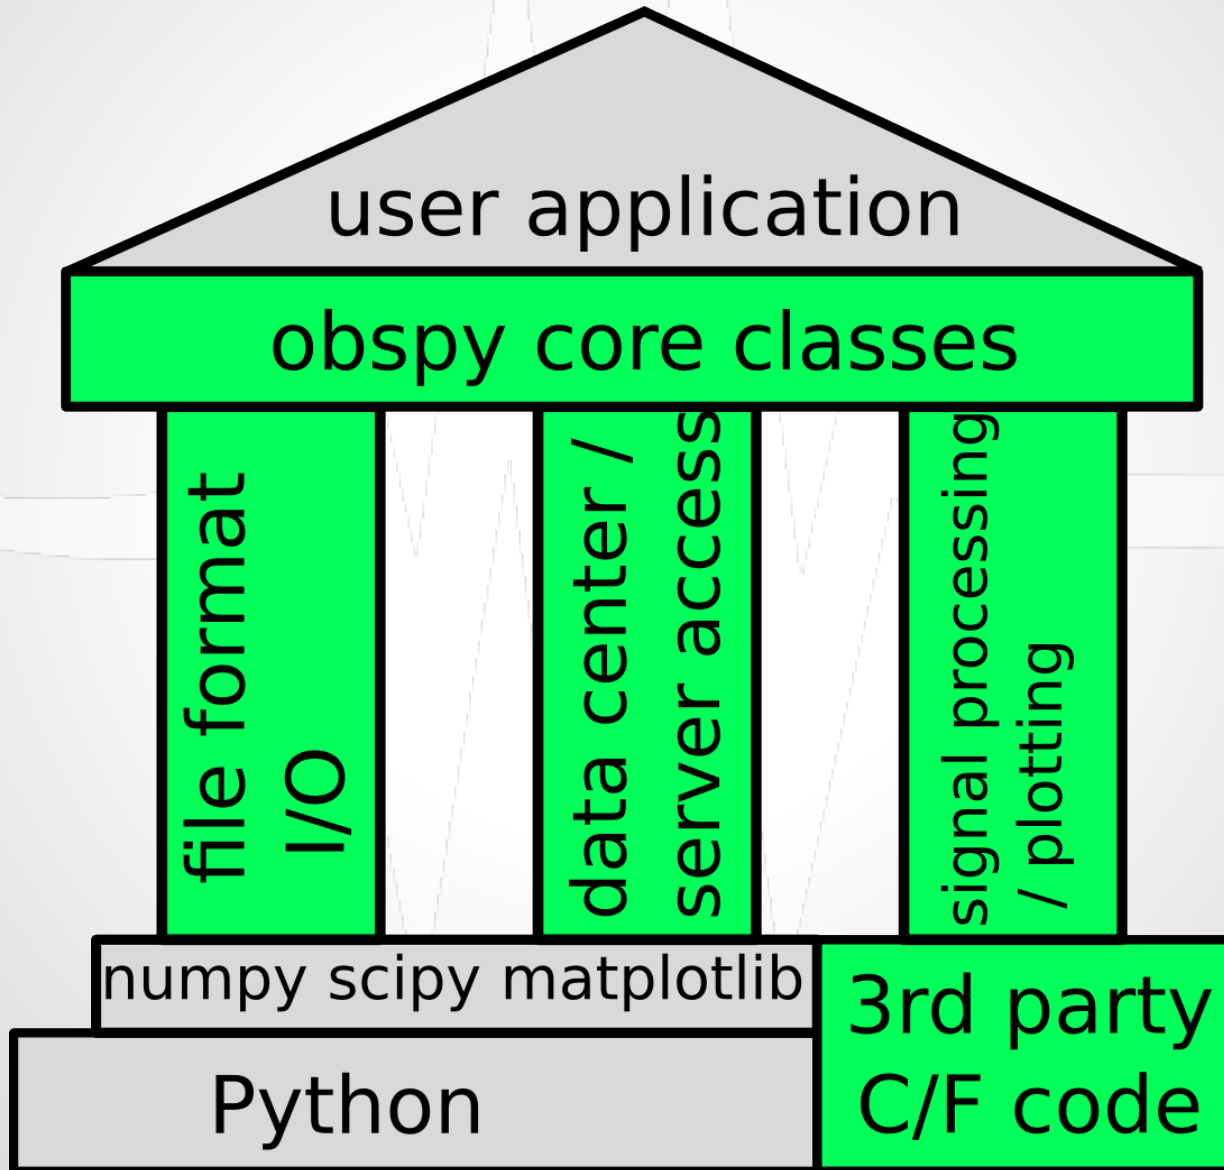 user application
obspy core classes
file format
I/O
data center /
server access
signal processing
/ plotting
numpy scipy matplotlib
Python
3rd party
C/F code